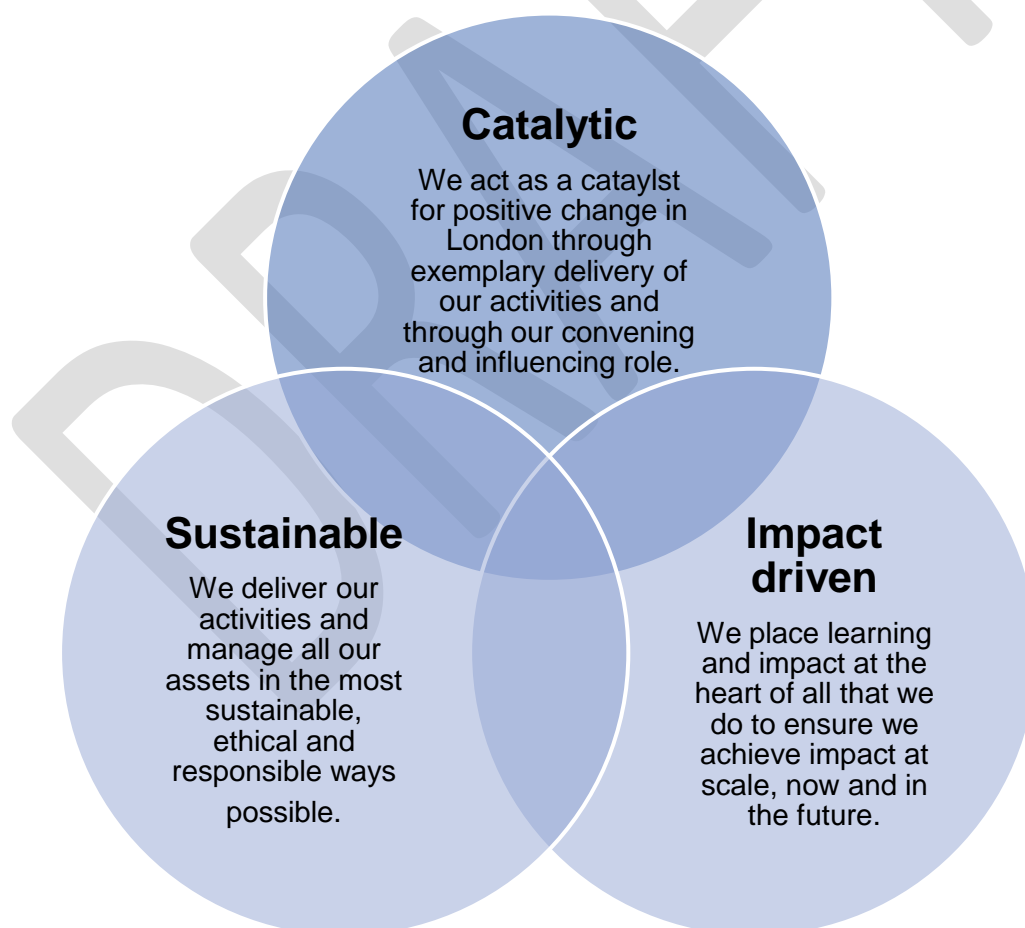 DRAFT
Catalytic
We act as a cataylst
for positive change in
London through
exemplary delivery of
our activities and
through our convening
and influencing role.
Sustainable
We deliver our
activities and
manage all our
assets in the most
sustainable,
ethical and
responsible ways
possible.
Impact
driven
We place learning
and impact at the
heart of all that we
do to ensure we
achieve impact at
scale, now and in
the future.